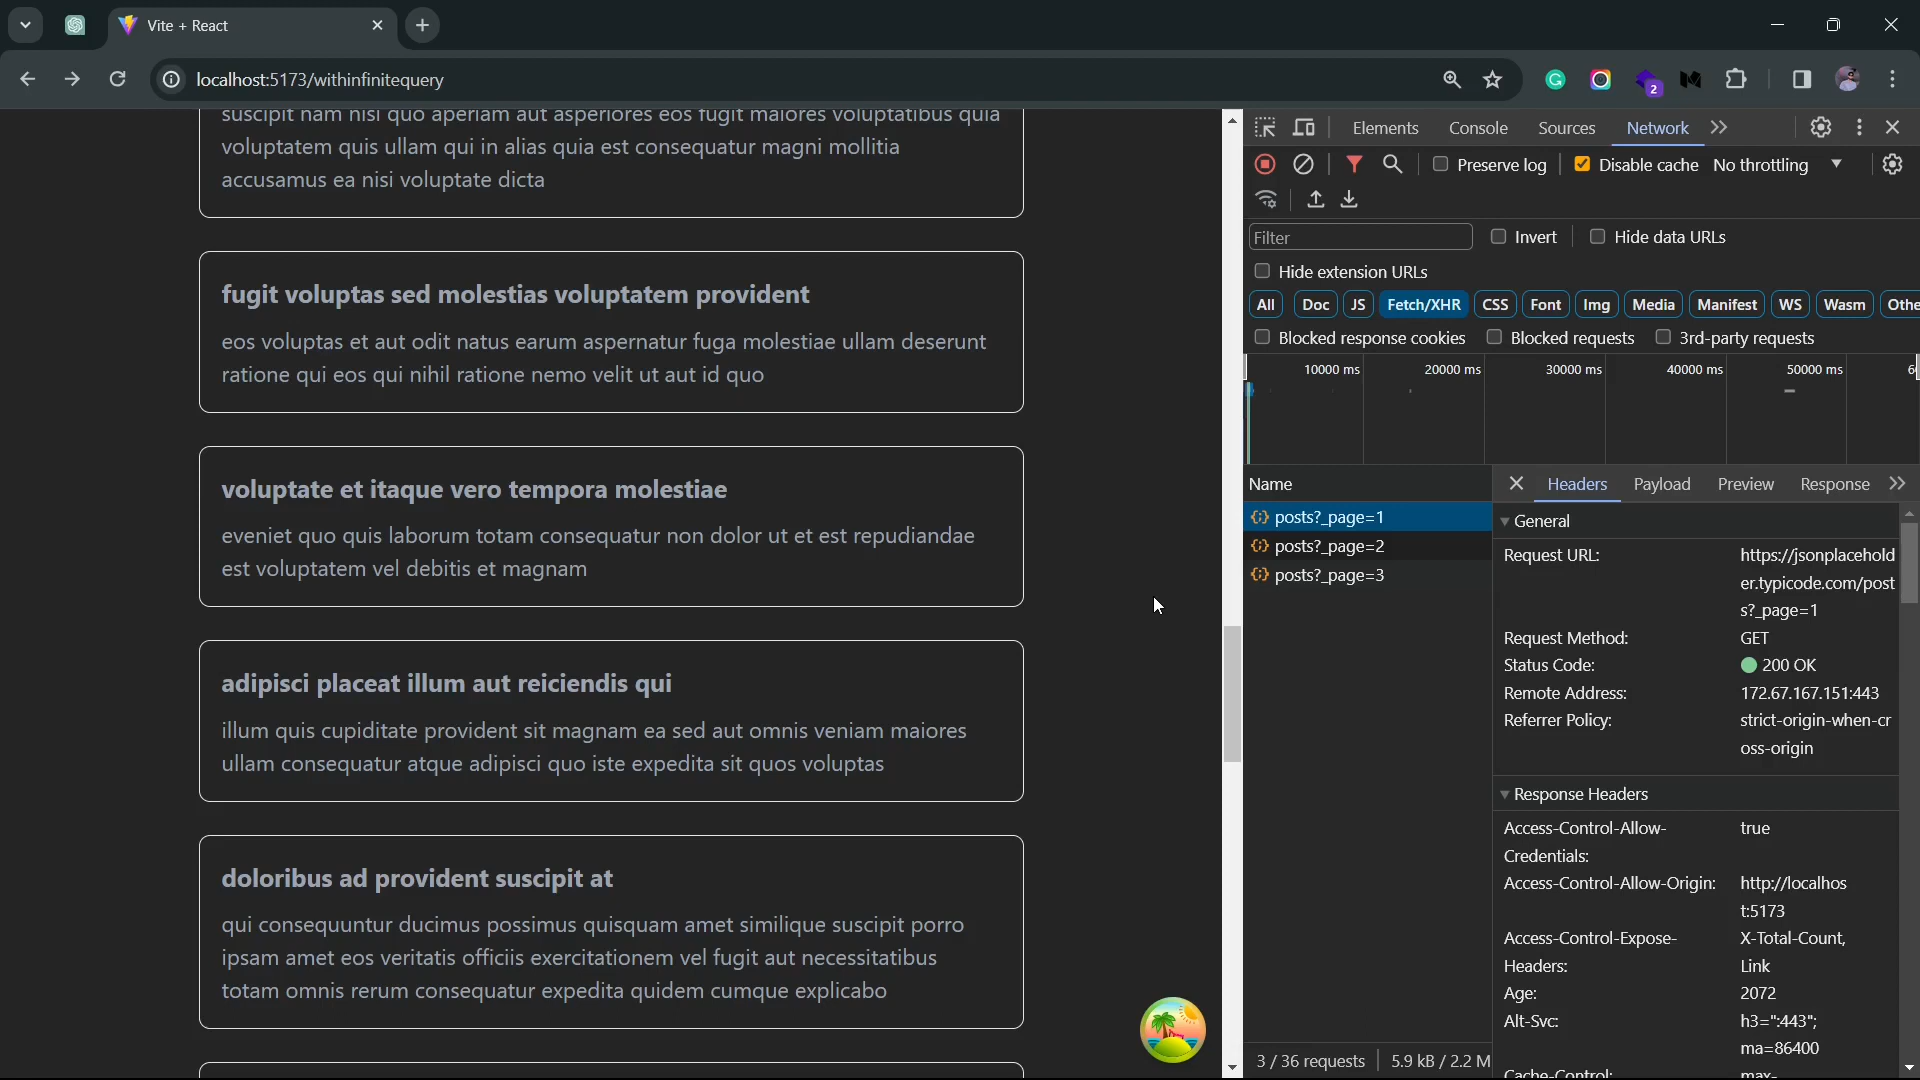 Vite + React
localhost:5173/withinfinitequery
2
suscipit nam nisi quo aperiam aut asperiores eos fugit maiores voluptatibus quia
voluptatem quis ullam qui in alias quia est consequatur magni mollitia
accusamus ea nisi voluptate dicta
fugit voluptas sed molestias voluptatem provident
eos voluptas et aut odit natus earum aspernatur fuga molestiae ullam deserunt
ratione qui eos qui nihil ratione nemo velit ut aut id quo
voluptate et itaque vero tempora molestiae
eveniet quo quis laborum totam consequatur non dolor ut et est repudiandae
est voluptatem vel debitis et magnam
adipisci placeat illum aut reiciendis qui
illum quis cupiditate provident sit magnam ea sed aut omnis veniam maiores
ullam consequatur atque adipisci quo iste expedita sit quos voluptas
doloribus ad provident suscipit at
qui consequuntur ducimus possimus quisquam amet similique suscipit porro
ipsam amet eos veritatis officiis exercitationem vel fugit aut necessitatibus
totam omnis rerum consequatur expedita quidem cumque explicabo
Elements Console Sources Network
Preserve log Disable cache No throttling
Filter Invert Hide data URLs
Hide extension URLs
All Doc JS Fetch/XHR CSS Font Img Media Manifest WS Wasm Othe
Blocked response cookies Blocked requests 3rd-party requests
10000 ms 20000 ms 30000 ms 40000 ms 50000 ms 6
Name
posts?_page=1
posts?_page=2
posts?_page=3
3 / 36 requests 5.9 kB / 2.2 M
Headers Payload Preview Response
General
Request URL: https://jsonplacehold
er.typicode.com/post
s?_page=1
Request Method: GET
Status Code: 200 OK
Remote Address: 172.67.167.151:443
Referrer Policy: strict-origin-when-cr
oss-origin
Response Headers
Access-Control-Allow- true
Credentials:
Access-Control-Allow-Origin: http://localhos
t:5173
Access-Control-Expose- X-Total-Count,
Headers: Link
Age: 2072
Alt-Svc: h3=":443";
ma=86400
Cache-Control: max-